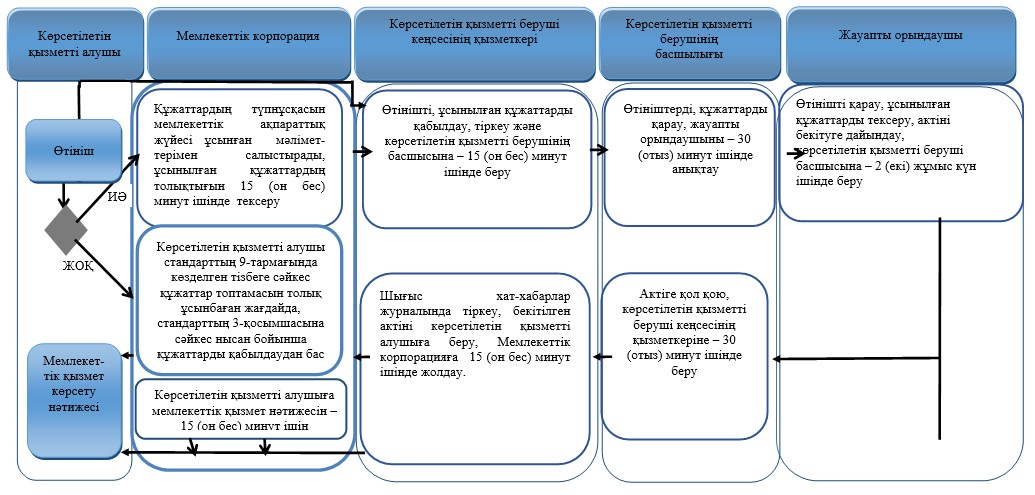 Көрсетілетін
қызметті алушы
Мемлекеттік корпорация
Көрсетілетін қызметті беруші
кеңсесінің қызметкері
Көрсетілетін қызметті
берушінің
басшылығы
Жауапты орындаушы
Өтініш
ИӘ
ЖОҚ
Мемлекет-
тік қызмет
көрсету
нәтижесі
Құжаттардың түпнұсқасын
мемлекеттік ақпараттық
жүйесі ұсынған мәлімет-
терімен салыстырады,
ұсынылған құжаттардың
толықтығын 15 (он бес)
минут ішінде тексеру
Көрсетілетін қызметті алушы
стандарттың 9-тармағында
көзделген тізбеге сәйкес
құжаттар топтамасын толық
ұсынбаған жағдайда,
стандарттың 3-қосымшасына
сәйкес нысан бойынша
құжаттарды қабылдаудан бас
Көрсетілетін қызметті алушыға
мемлекеттік қызмет нәтижесін –
15 (он бес) минут ішін
Өтінішті, ұсынылған құжаттарды
қабылдау, тіркеу және
көрсетілетін қызметті берушінің
басшысына – 15 (он бес) минут
ішінде беру
Шығыс хат-хабарлар
журналында тіркеу, бекітілген
актіні көрсетілетін қызметті
алушыға беру, Мемлекеттік
корпорацияға 15 (он бес) минут
ішінде жолдау.
Өтініштерді, құжаттарды
қарау, жауапты
орындаушыны – 30
(отыз) минут ішінде
анықтау
Актіге қол қою,
көрсетілетін қызметті
беруші кеңсесінің
қызметкеріне – 30
(отыз) минут ішінде
беру
Өтінішті қарау, ұсынылған
құжаттарды тексеру, актіні
бекітуге дайындау,
көрсетілетін қызметті беруші
басшысына – 2 (екі) жұмыс күн
ішінде беру